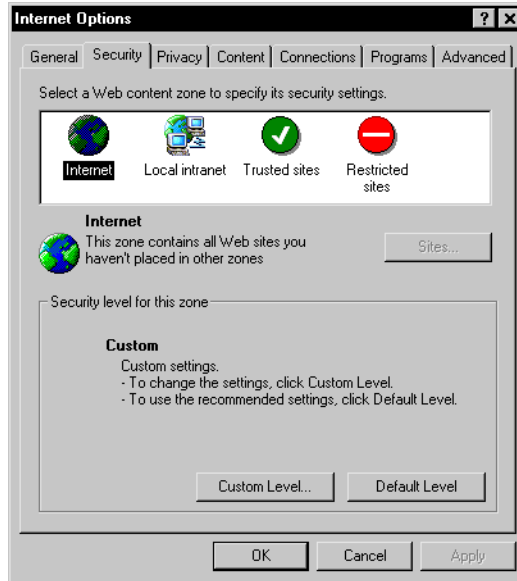 Internet Options
? X
General Security Privacy Content Connections Programs Advanced
Select a Web content zone to specify its security settings.
Internet Local intranet Trusted sites Restricted
sites
Internet
This zone contains all Web sites you
haven't placed in other zones
Sites...
Security level for this zone
Custom
Custom settings.
- To change the settings, click Custom Level.
- To use the recommended settings, click Default Level.
Custom Level... Default Level
OK Cancel Apply